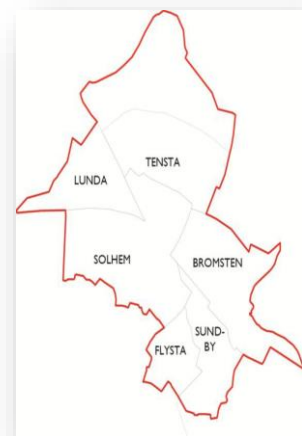 TENSTA
LUNDA
SOLHEM
BROMSTEN
SUND-
BY
FLYSTA